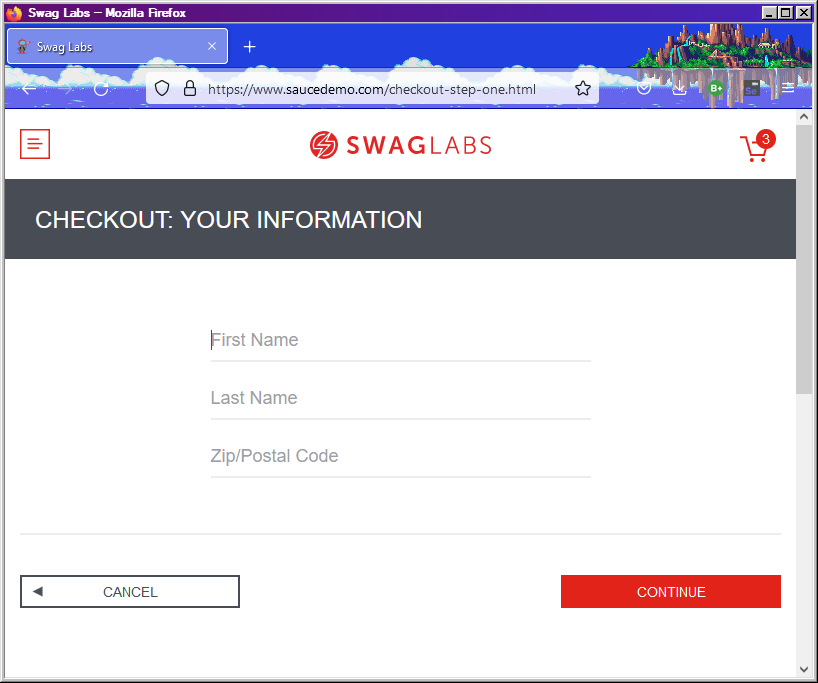 Swag Labs — Mozilla Firefox
Swag Labs
https://www.saucedemo.com/checkout-step-one.html
B+
Se
SWAGLABS
3
CHECKOUT: YOUR INFORMATION
First Name
Last Name
Zip/Postal Code
CANCEL
CONTINUE